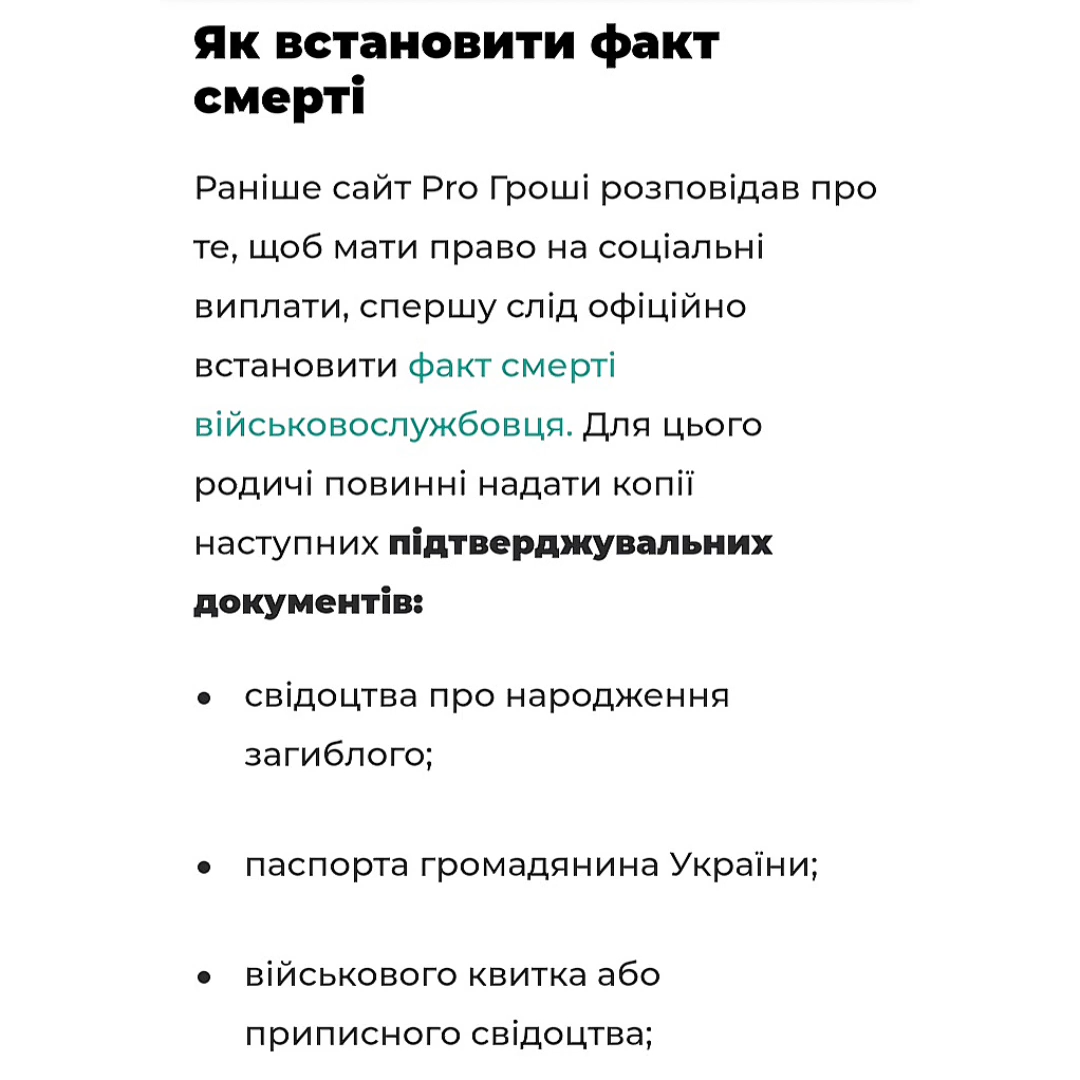 Як встановити факт
смерті
Раніше сайт Pro Гроші розповідав про
те, щоб мати право на соціальні
виплати, спершу слід офіційно
встановити факт смерті
військовослужбовця. Для цього
родичі повинні надати копії
наступних підтверджувальних
документів:
• свідоцтва про народження
загиблого;
• паспорта громадянина України;
• військового квитка або
приписного свідоцтва;